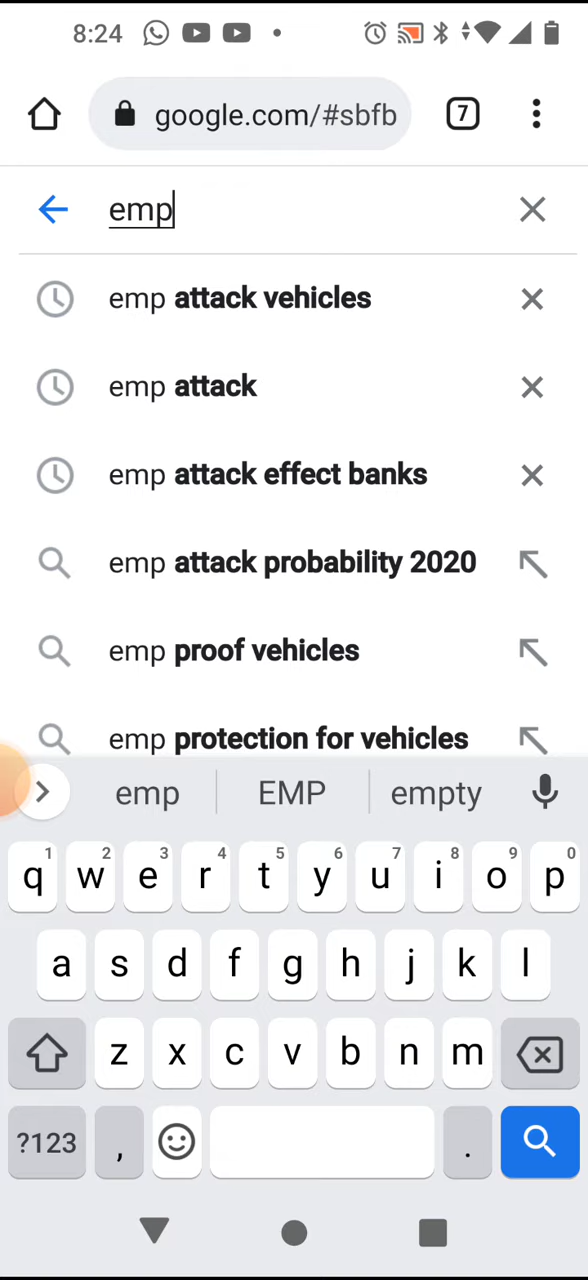 8:24
google.com/#sbfb
7
emp
emp attack vehicles
emp attack
emp attack effect banks
emp attack probability 2020
emp proof vehicles
emp protection for vehicles
emp EMP empty
1 2 3 4 5 6 7 8 9 0
q w e r t y u i o p
a s d f g h j k l
z x c v b n m
?123 , .